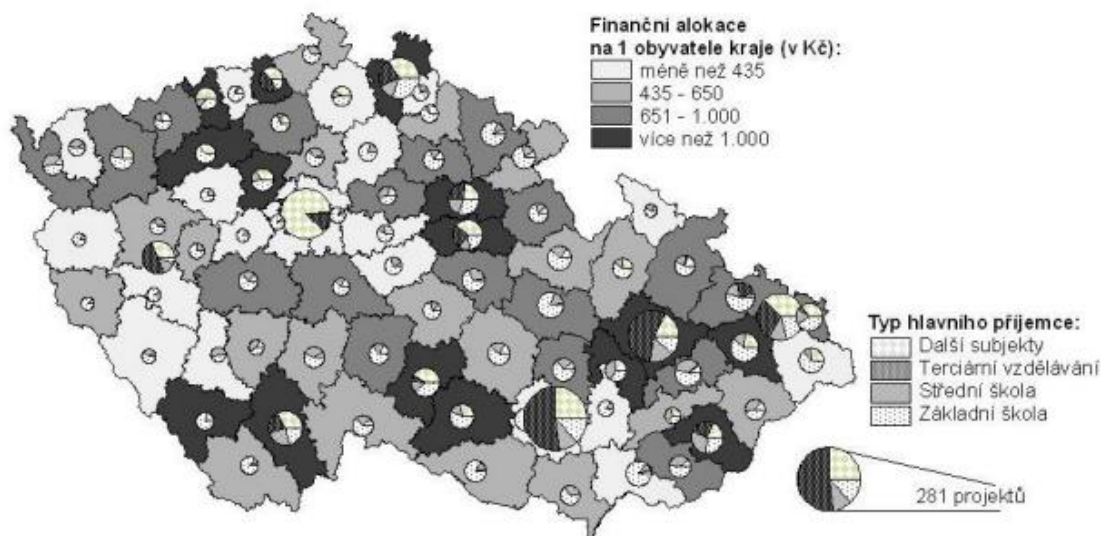 Finanční alokace
na 1 obyvatele kraje (v Kč):
méně než 435
435 - 650
651 - 1.000
více než 1.000
Typ hlavního příjemce:
Další subjekty
Terciární vzdělávání
Střední škola
Základní škola
281 projektů